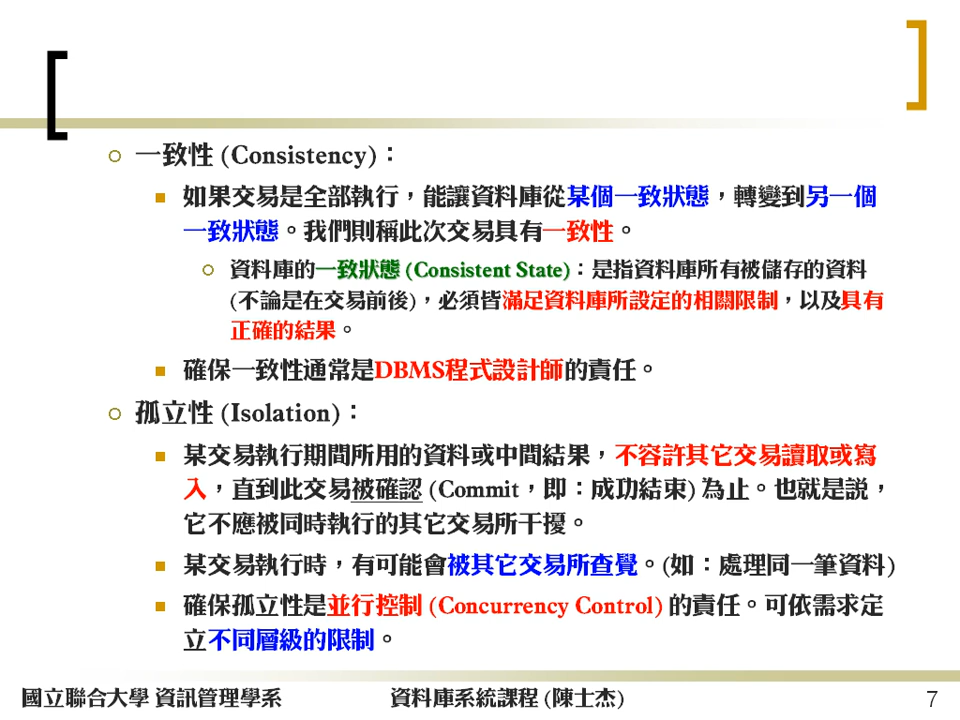 一致性 (Consistency)：
如果交易是全部執行，能讓資料庫從某個一致狀態，轉變到另一個
一致狀態。我們則稱此次交易具有一致性。
資料庫的一致狀態 (Consistent State)：是指資料庫所有被儲存的資料
(不論是在交易前後)，必須皆滿足資料庫所設定的相關限制，以及具有
正確的結果。
確保一致性通常是DBMS程式設計師的責任。
孤立性 (Isolation)：
某交易執行期間所用的資料或中間結果，不容許其它交易讀取或寫
入，直到此交易被確認 (Commit，即：成功結束) 為止。也就是說，
它不應被同時執行的其它交易所干擾。
某交易執行時，有可能會被其它交易所查覺。(如：處理同一筆資料)
確保孤立性是並行控制 (Concurrency Control) 的責任。可依需求定
立不同層級的限制。
國立聯合大學 資訊管理學系 資料庫系統課程 (陳士杰) 7